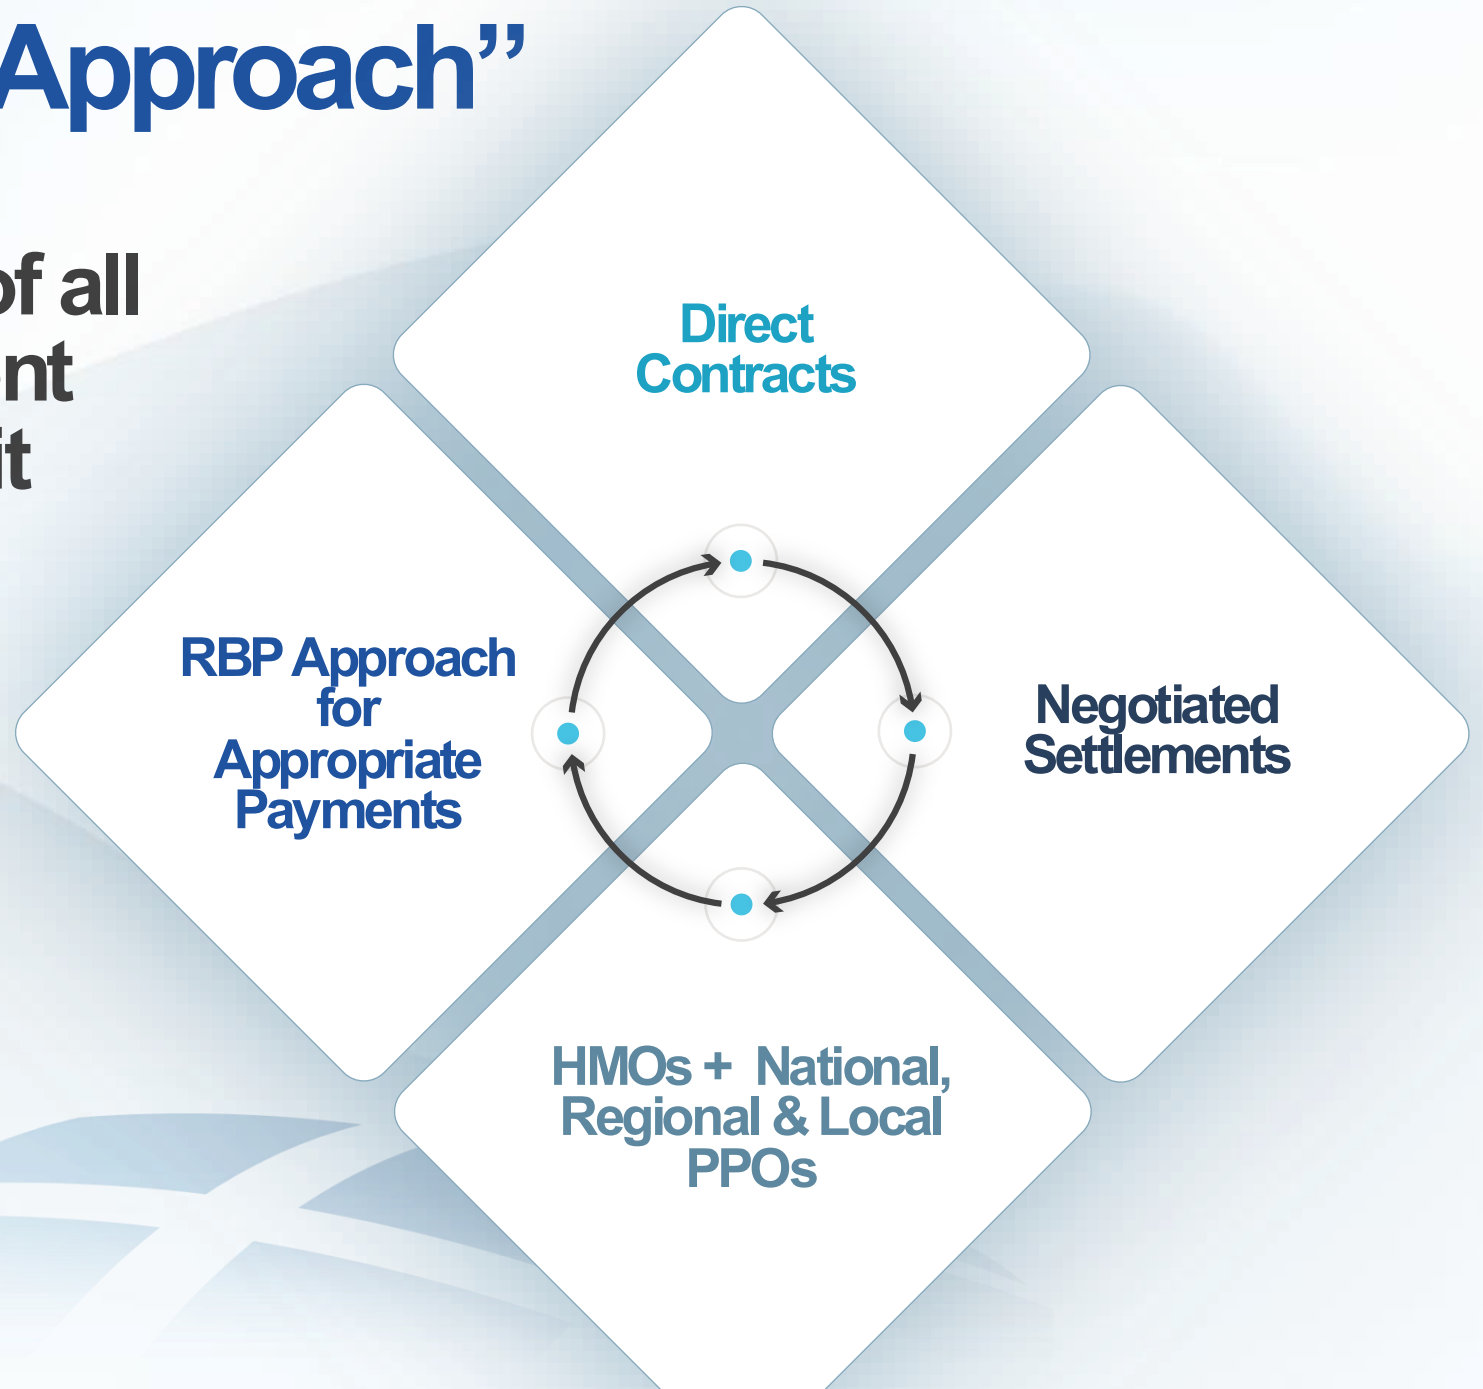 Approach”
of all
nt
it
Direct
Contracts
RBP Approach
for
Appropriate
Payments
Negotiated
Settlements
HMOs + National,
Regional & Local
PPOs